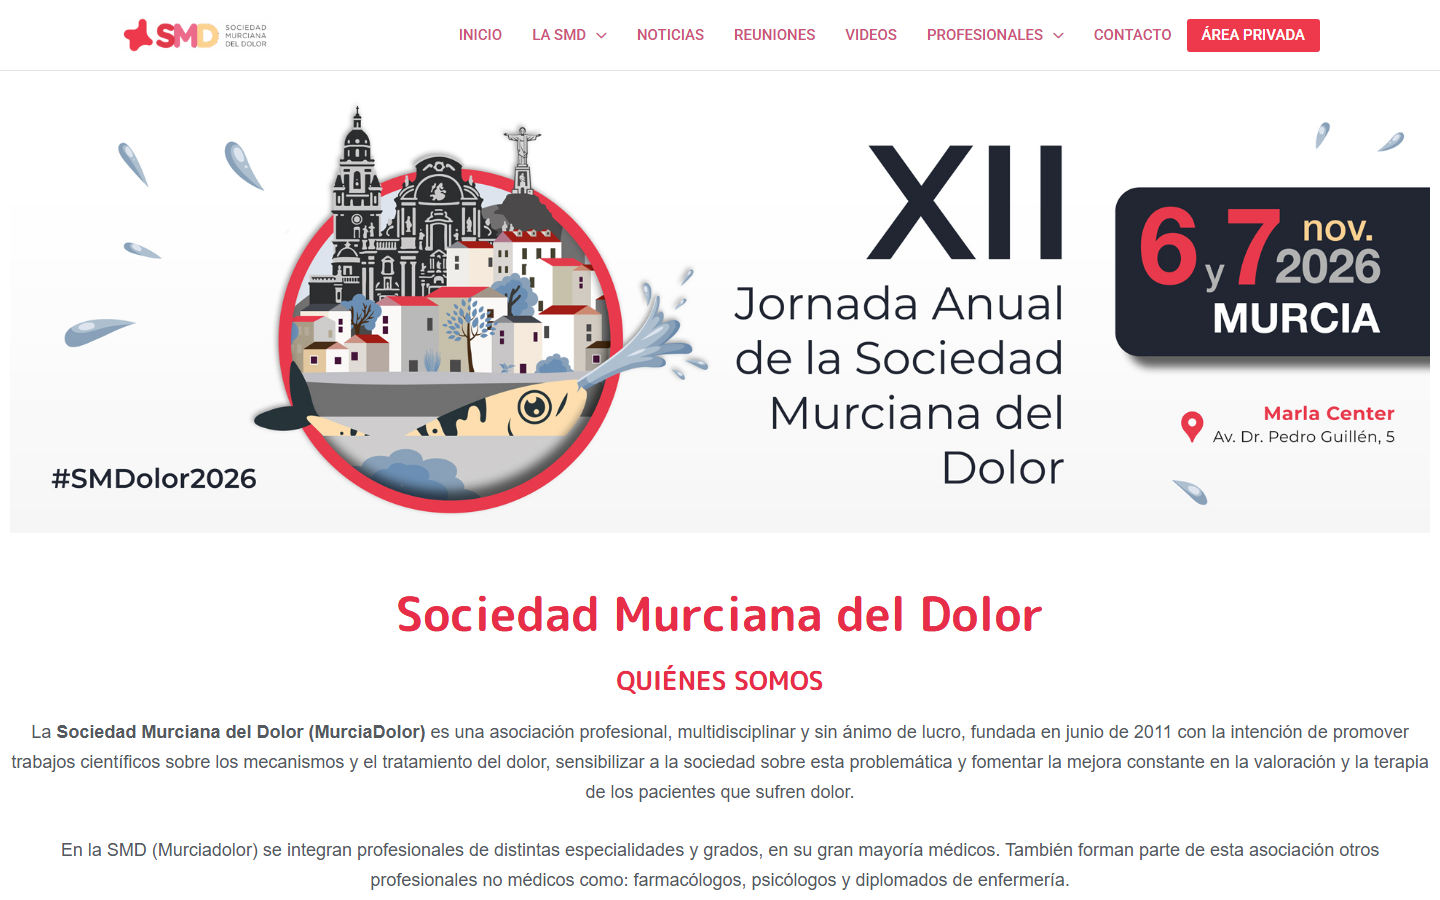 SMD SOCIEDAD
MURCIANA
DEL DOLOR
INICIO LA SMD NOTICIAS REUNIONES VIDEOS PROFESIONALES CONTACTO ÁREA PRIVADA
XII
Jornada Anual
de la Sociedad
Murciana del
Dolor
6 y 7 nov.
2026
MURCIA
Marla Center
Av. Dr. Pedro Guillén, 5
#SMDolor2026
Sociedad Murciana del Dolor
QUIÉNES SOMOS
La Sociedad Murciana del Dolor (MurciaDolor) es una asociación profesional, multidisciplinar y sin ánimo de lucro, fundada en junio de 2011 con la intención de promover
trabajos científicos sobre los mecanismos y el tratamiento del dolor, sensibilizar a la sociedad sobre esta problemática y fomentar la mejora constante en la valoración y la terapia
de los pacientes que sufren dolor.
En la SMD (Murciadolor) se integran profesionales de distintas especialidades y grados, en su gran mayoría médicos. También forman parte de esta asociación otros
profesionales no médicos como: farmacólogos, psicólogos y diplomados de enfermería.